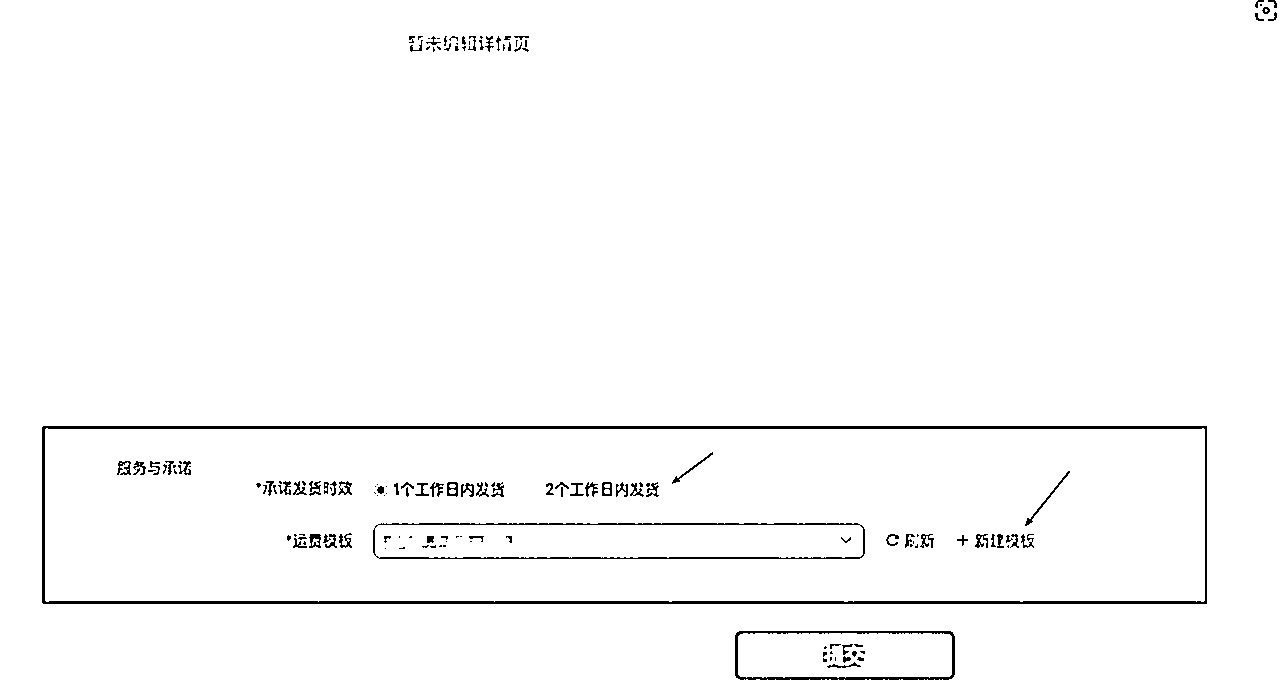 暂未编辑详情页
服务与承诺
*承诺发货时效 1个工作日内发货 2个工作日内发货
*运费模板 刷新 + 新建模板
提交